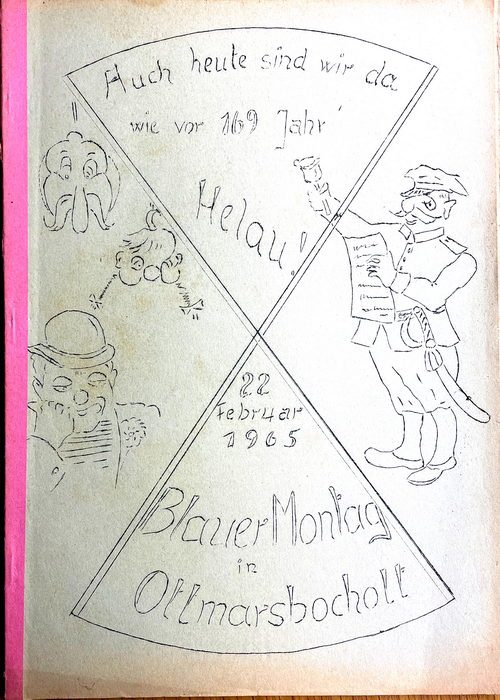 Auch heute sind wir da
wie vor 169 Jahr'
Helau!
22
Februar
1965
Blauer Montag
in
Ottmarsbocholt